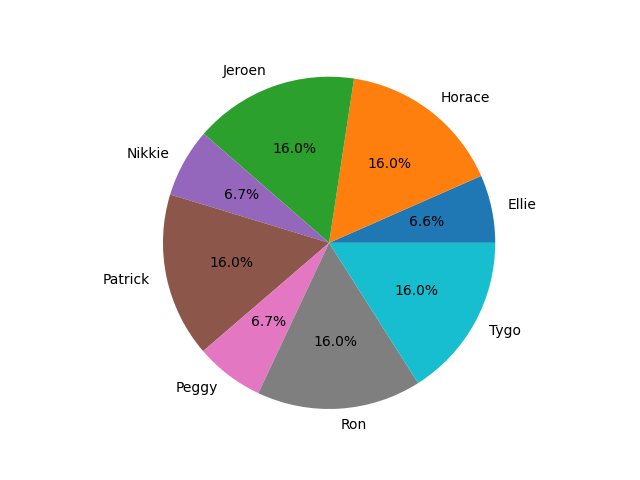 Jeroen
Horace
Nikkie
Ellie
Patrick
Peggy
Ron
Tygo
16.0%
16.0%
6.7%
6.6%
16.0%
6.7%
16.0%
16.0%